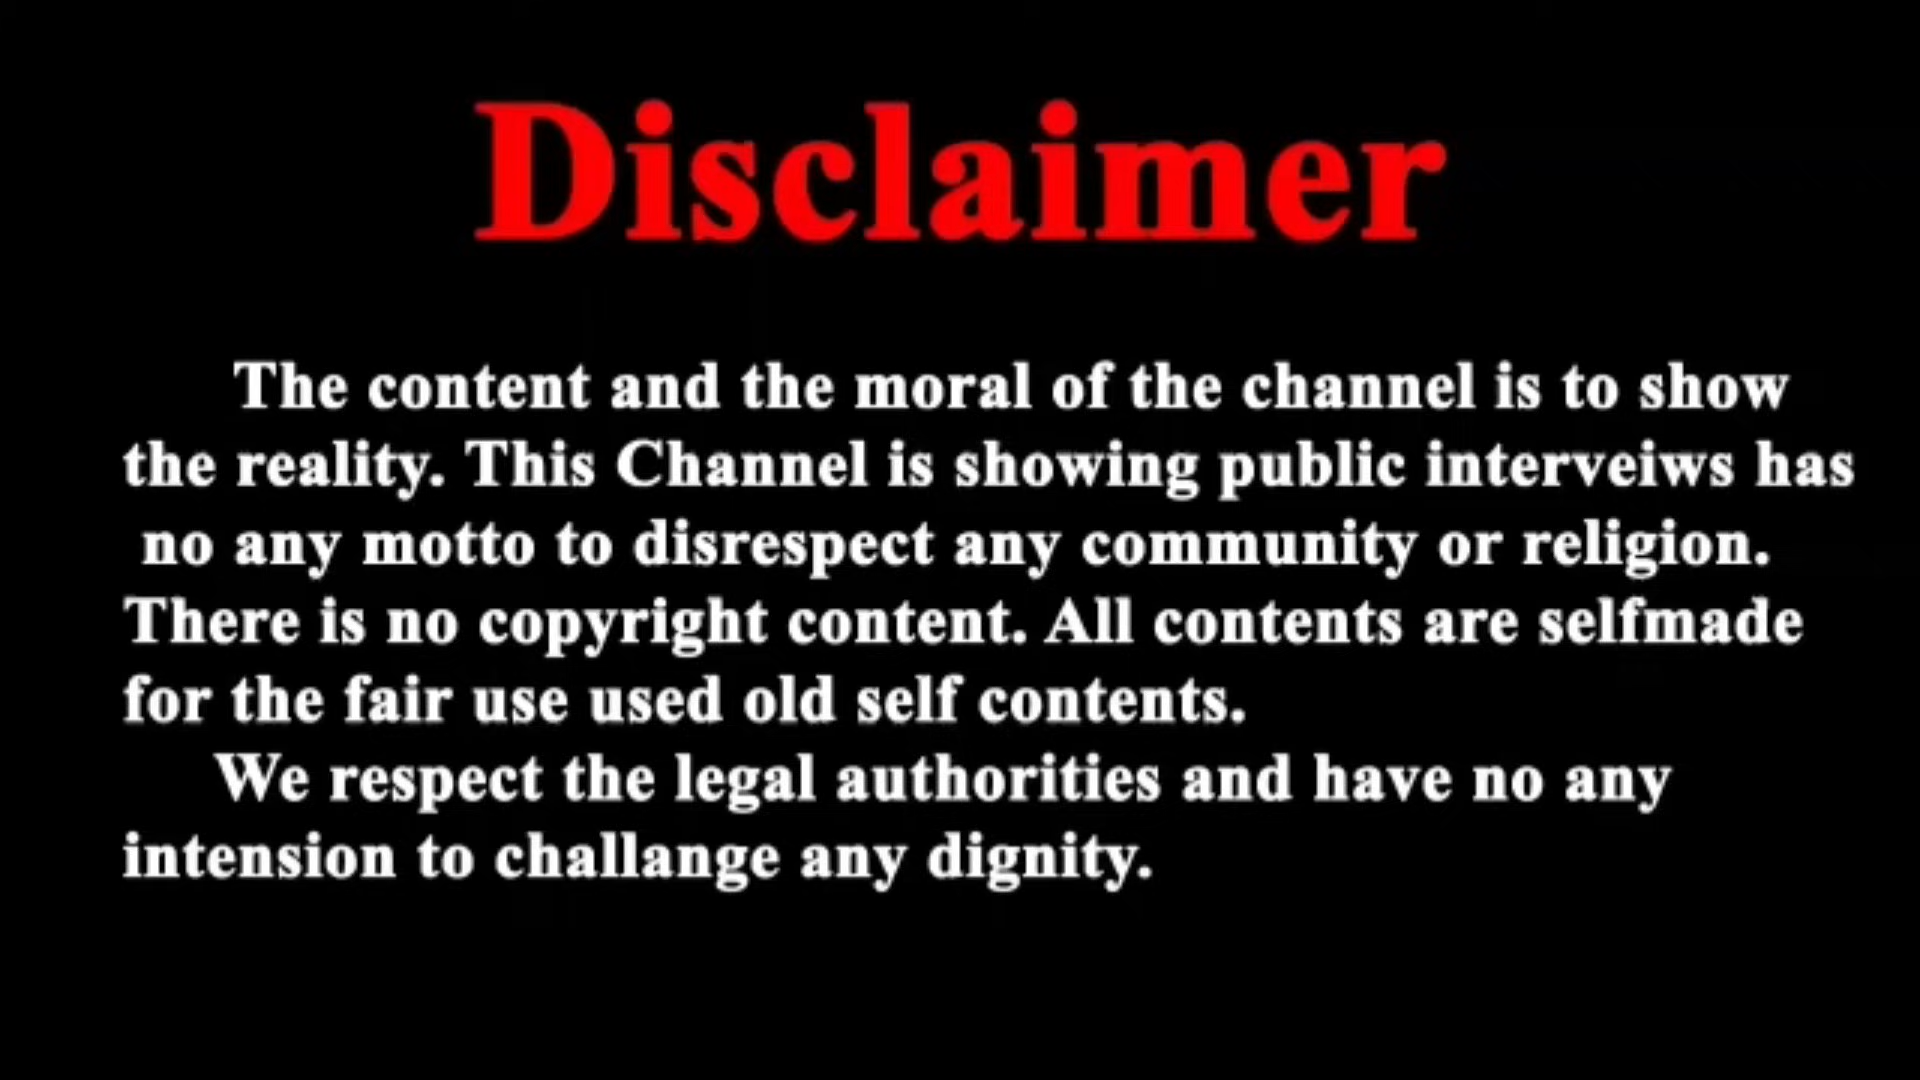 Disclaimer
The content and the moral of the channel is to show
the reality. This Channel is showing public interveiws has
no any motto to disrespect any community or religion.
There is no copyright content. All contents are selfmade
for the fair use used old self contents.
We respect the legal authorities and have no any
intension to challange any dignity.